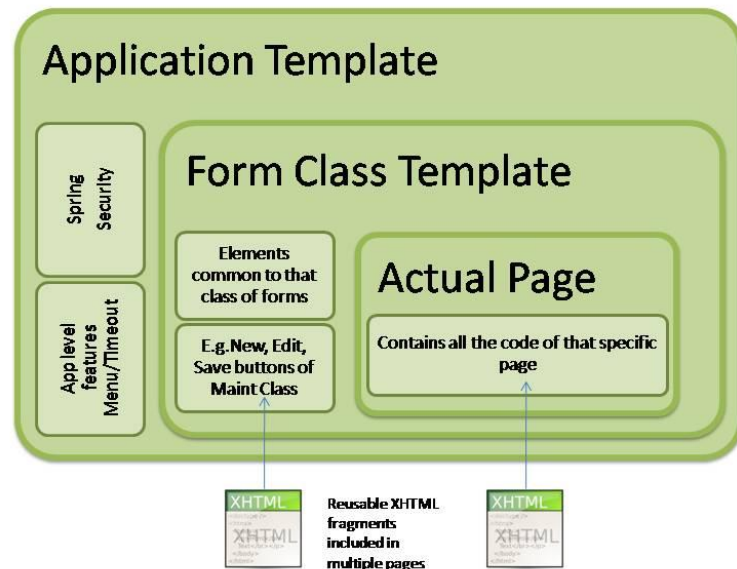 Application Template
Spring
Security
App level
features
Menu/Timeout
Form Class Template
Elements
common to that
class of forms
E.g.New, Edit,
Save buttons of
Maint Class
Actual Page
Contains all the code of that specific
page
XHTML
XHTML
Reusable XHTML
fragments
included in
multiple pages
XHTML
XHTML